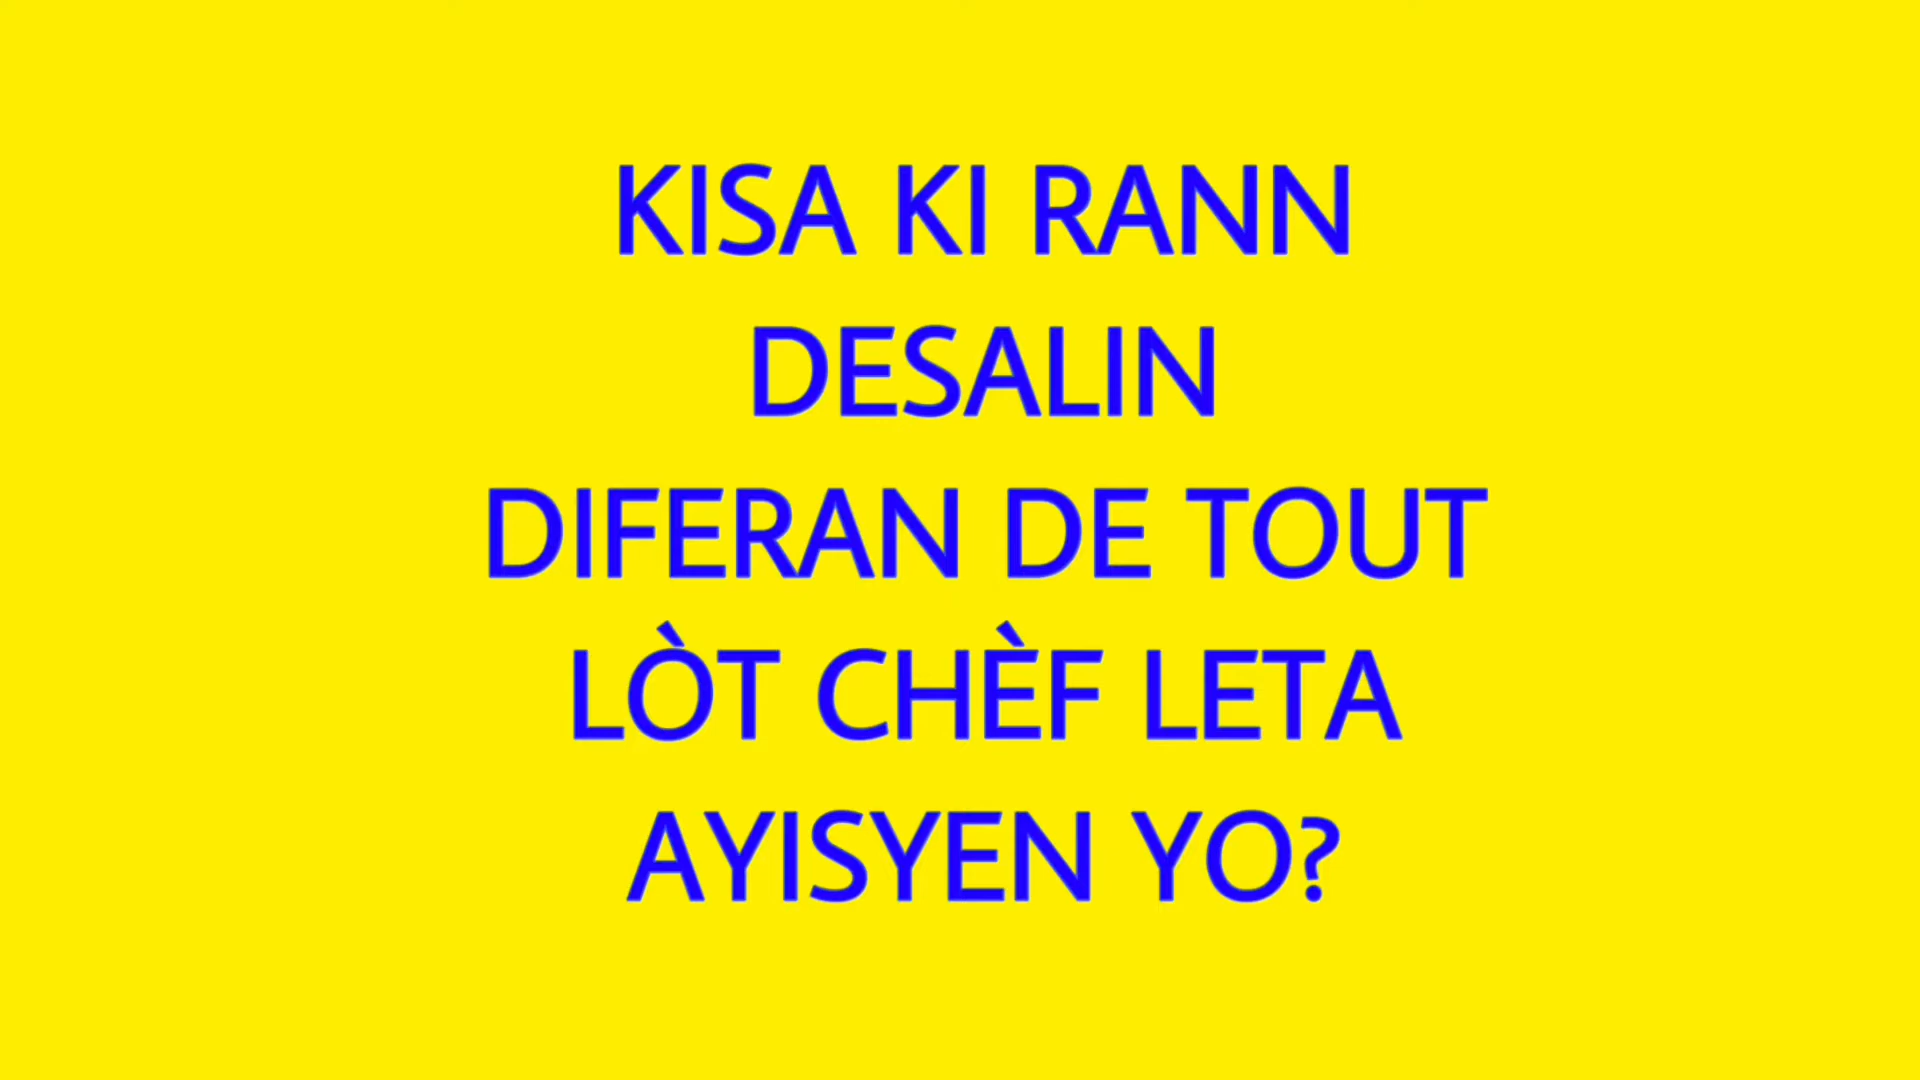 KISA KI RANN
DESALIN
DIFERAN DE TOUT
LÒT CHÈF LETA
AYISYEN YO?